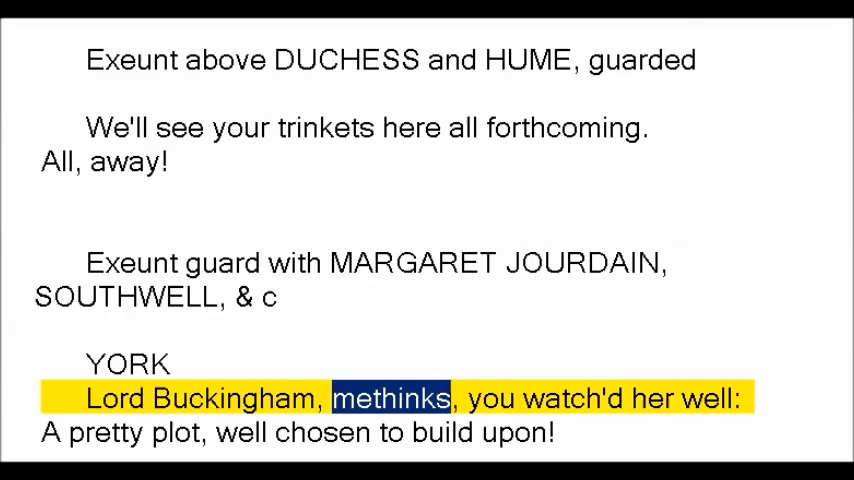 Exeunt above DUCHESS and HUME, guarded
We'll see your trinkets here all forthcoming.
All, away!
Exeunt guard with MARGARET JOURDAIN,
SOUTHWELL, & c
YORK
Lord Buckingham, methinks, you watch'd her well:
A pretty plot, well chosen to build upon!